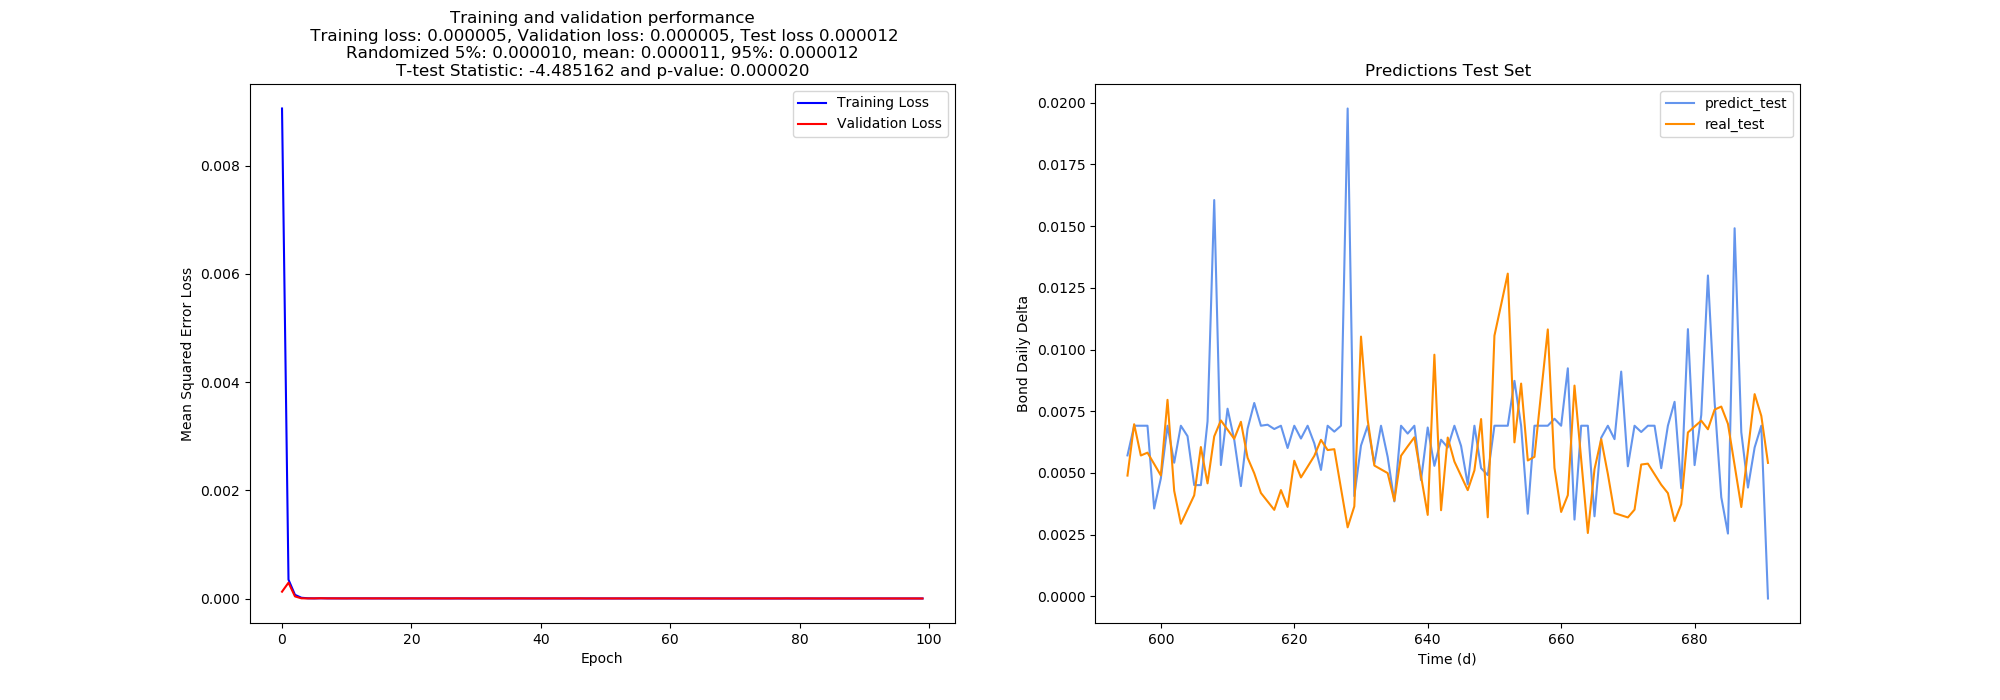 Training and validation performance
Training loss: 0.000005, Validation loss: 0.000005, Test loss 0.000012
Randomized 5%: 0.000010, mean: 0.000011, 95%: 0.000012
T-test Statistic: -4.485162 and p-value: 0.000020
Training Loss
Validation Loss
0.008
0.006
0.004
0.002
0.000
Mean Squared Error Loss
0
20
40
60
80
100
Epoch
Predictions Test Set
predict_test
real_test
0.0200
0.0175
0.0150
0.0125
0.0100
0.0075
0.0050
0.0025
0.0000
Bond Daily Delta
600
620
640
660
680
Time (d)